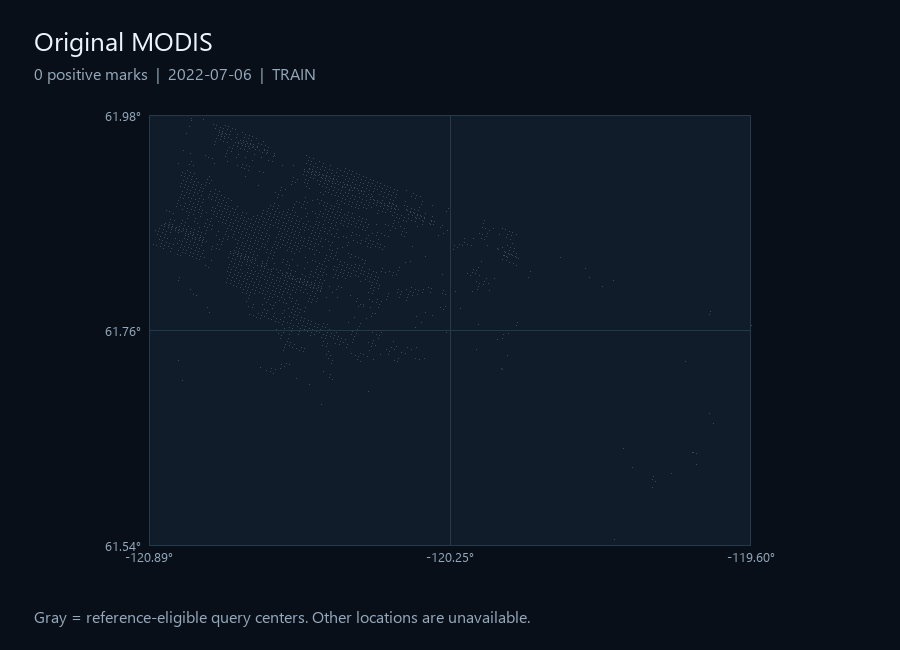 Original MODIS
0 positive marks | 2022-07-06 | TRAIN
61.98°
61.76°
61.54°
-120.89° -120.25° -119.60°
Gray = reference-eligible query centers. Other locations are unavailable.